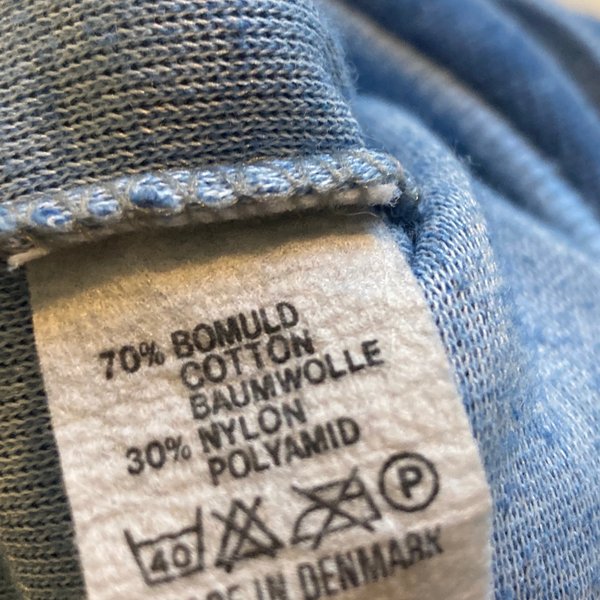 70% BOMULD
COTTON
BAUMWOLLE
30% NYLON
POLYAMID
40 P
IN DENMARK